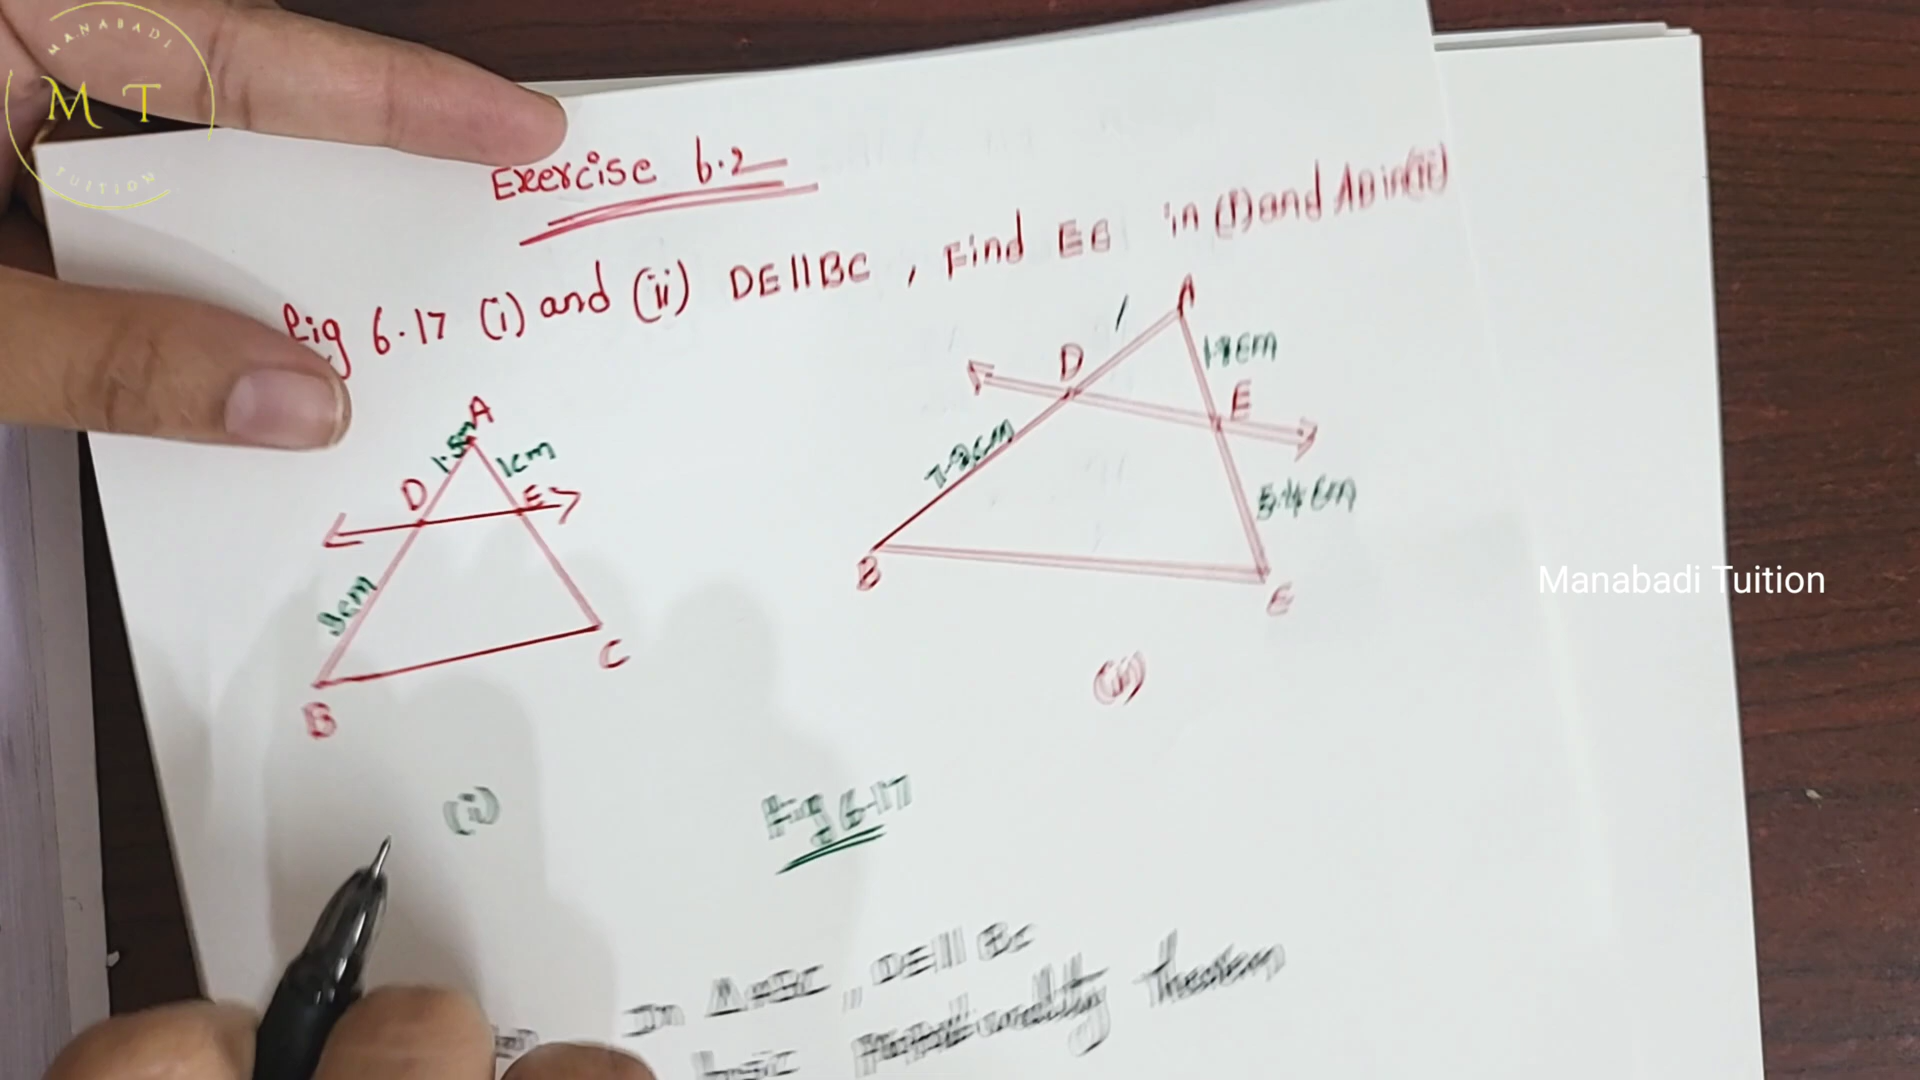 MANABADI
M T
TUITION
Exercise 6.2
fig 6.17 (i) and (ii) DE||BC , Find EC in (i) and AD in (ii)
A
1.5cm
1cm
D
E
3cm
B
C
(i)
A
1.8cm
D
E
7.2cm
5.4cm
B
C
(ii)
Fig 6.17
Manabadi Tuition
In ΔABC, DE||BC
basic Proportionality Theorem